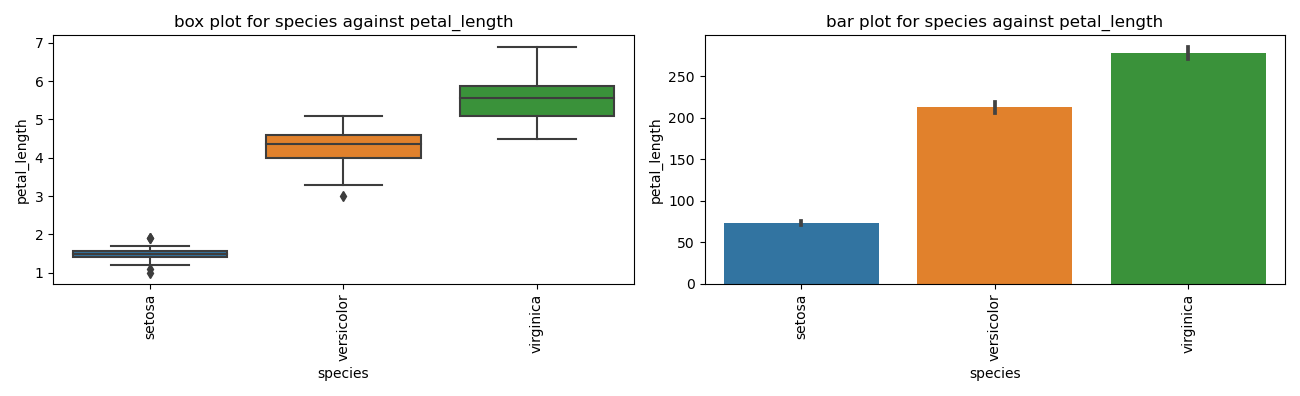 box plot for species against petal_length
7
6
5
4
3
2
1
petal_length
setosa
versicolor
virginica
species
bar plot for species against petal_length
250
200
150
100
50
0
petal_length
setosa
versicolor
virginica
species